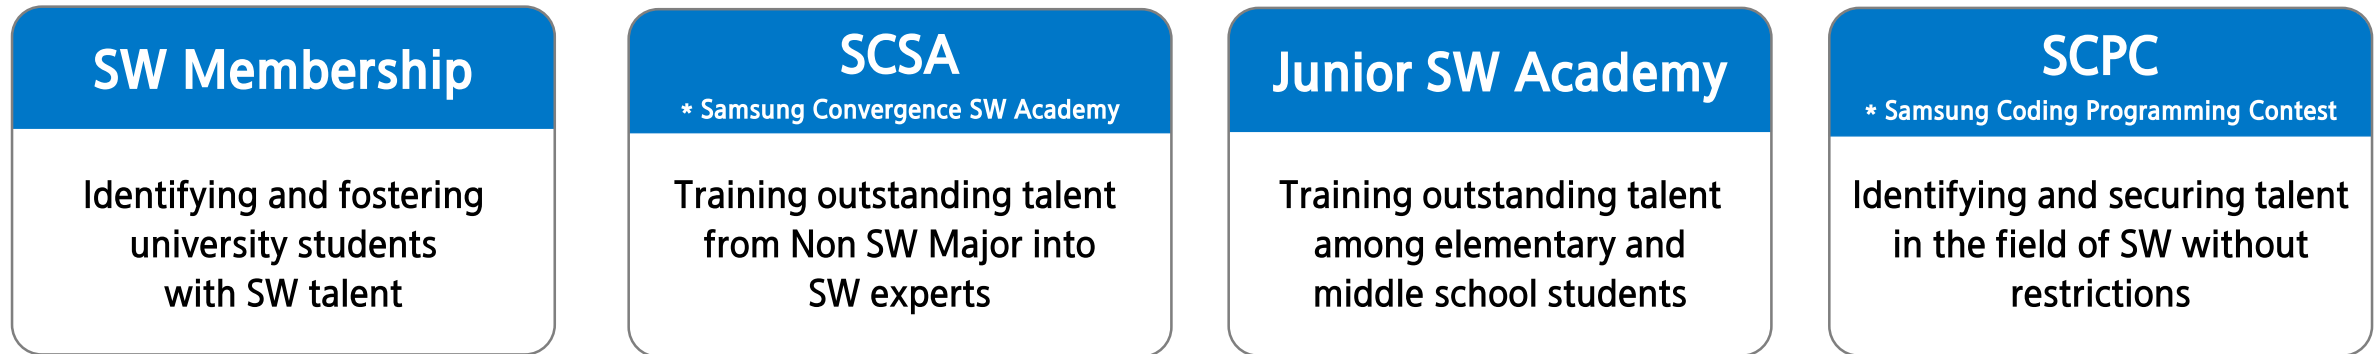 SW Membership
Identifying and fostering
university students
with SW talent
SCSA
* Samsung Convergence SW Academy
Training outstanding talent
from Non SW Major into
SW experts
Junior SW Academy
Training outstanding talent
among elementary and
middle school students
SCPC
* Samsung Coding Programming Contest
Identifying and securing talent
in the field of SW without
restrictions